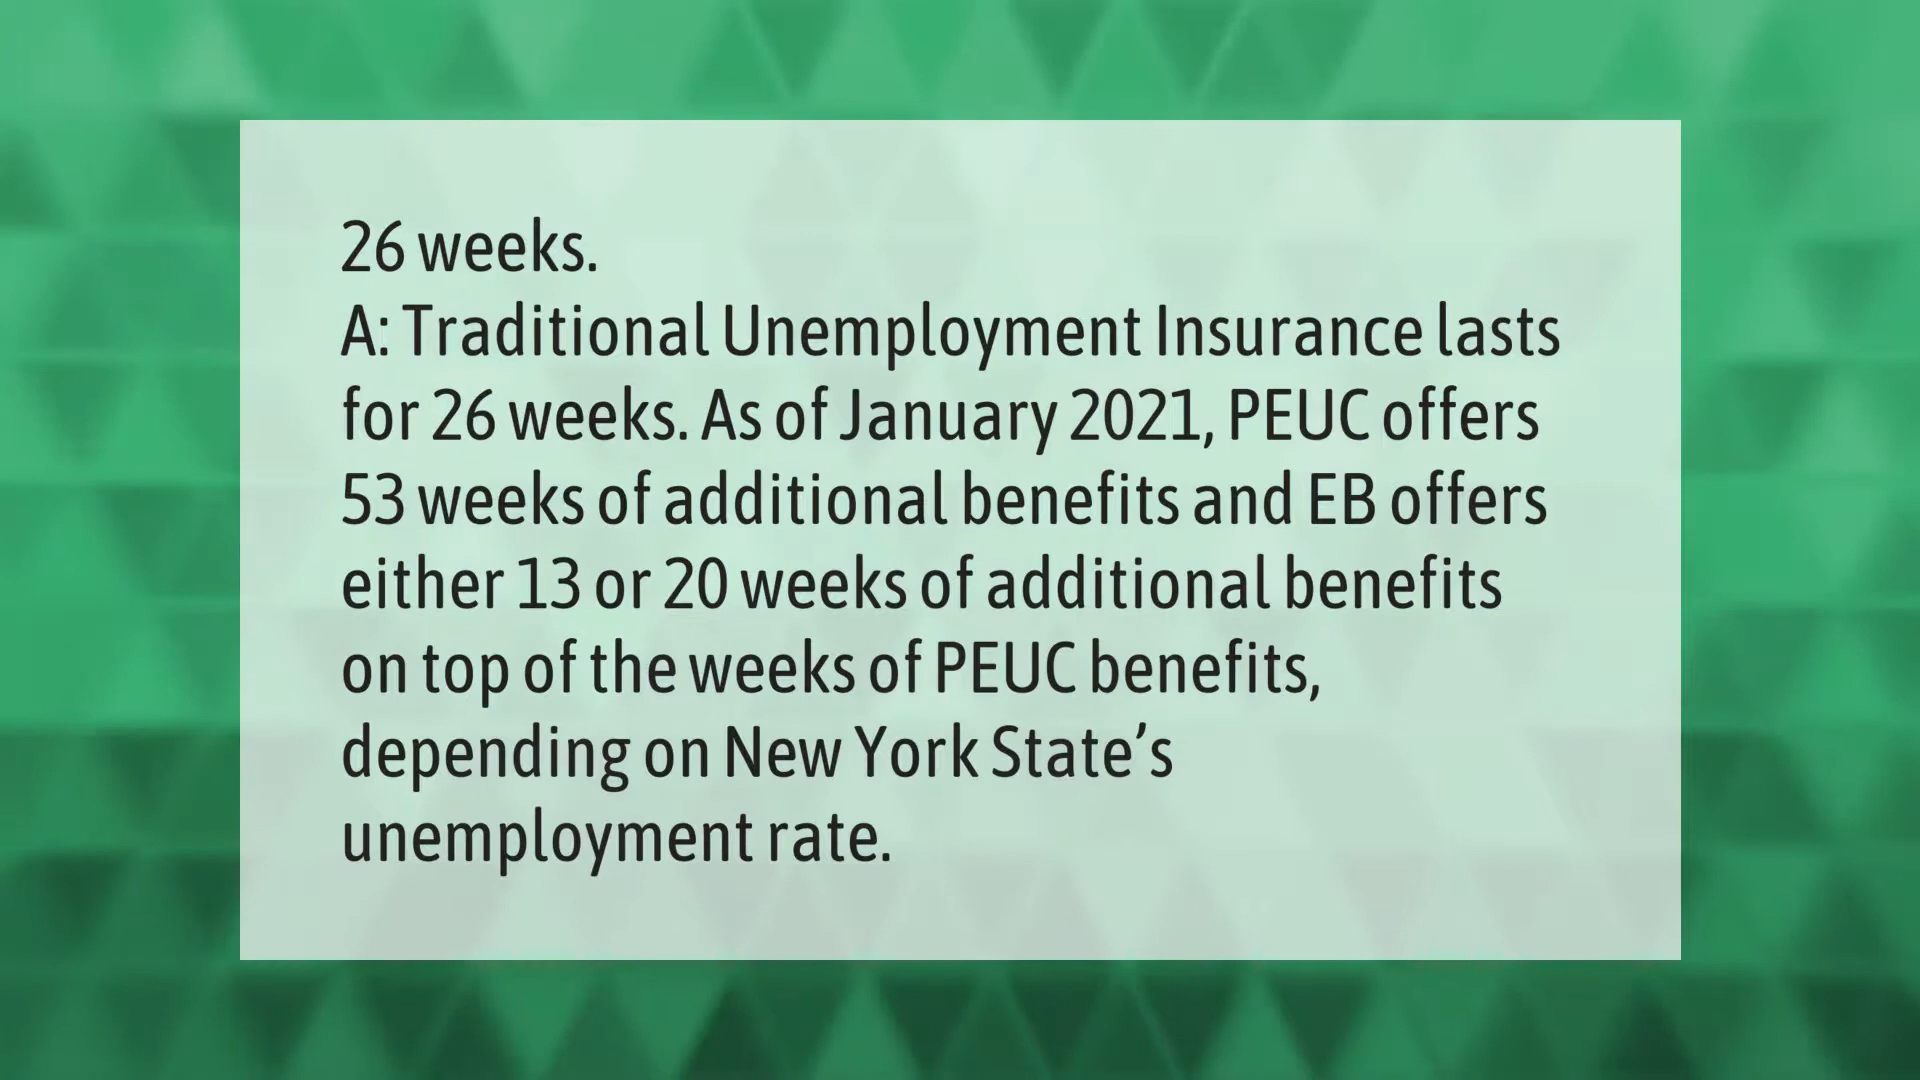 26 weeks.
A: Traditional Unemployment Insurance lasts
for 26 weeks. As of January 2021, PEUC offers
53 weeks of additional benefits and EB offers
either 13 or 20 weeks of additional benefits
on top of the weeks of PEUC benefits,
depending on New York State’s
unemployment rate.